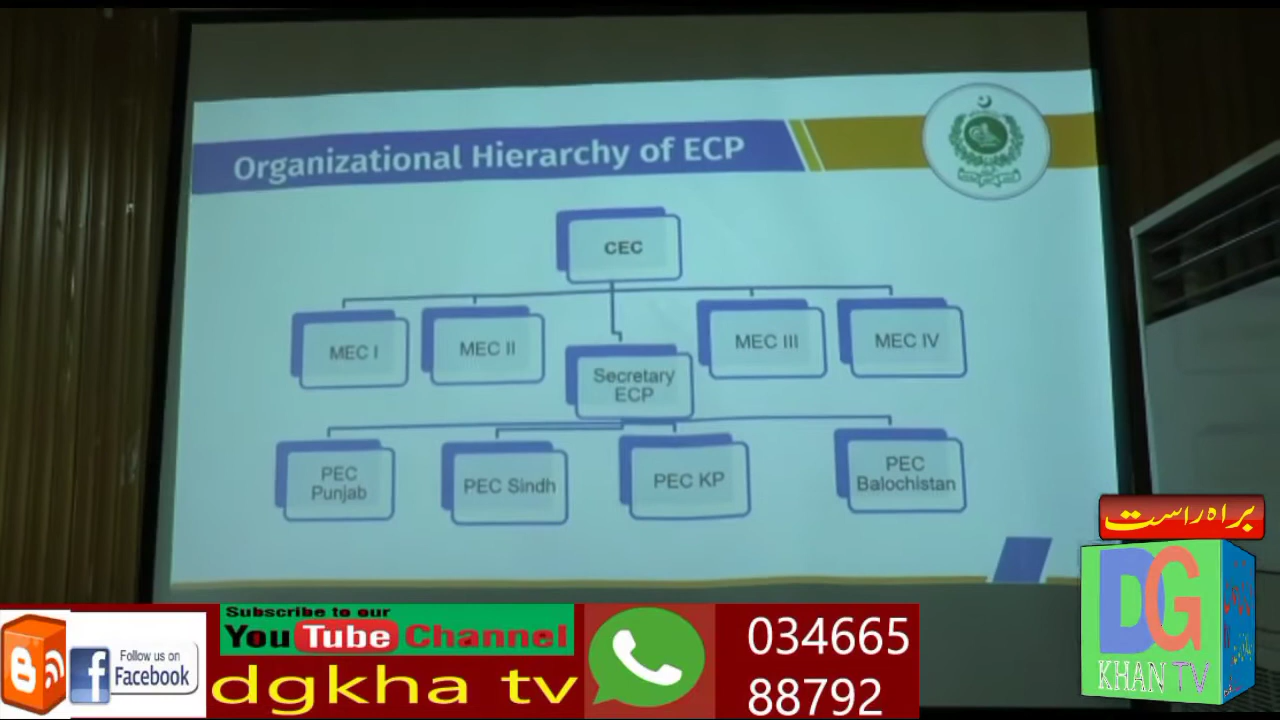 Organizational Hierarchy of ECP
CEC
MEC I
MEC II
MEC III
MEC IV
Secretary
ECP
PEC
Punjab
PEC Sindh
PEC KP
PEC
Balochistan
براہ راست
DG
KHAN TV
Follow us on
Facebook
Subscribe to our
YouTube Channel
dgkha tv
034665
88792